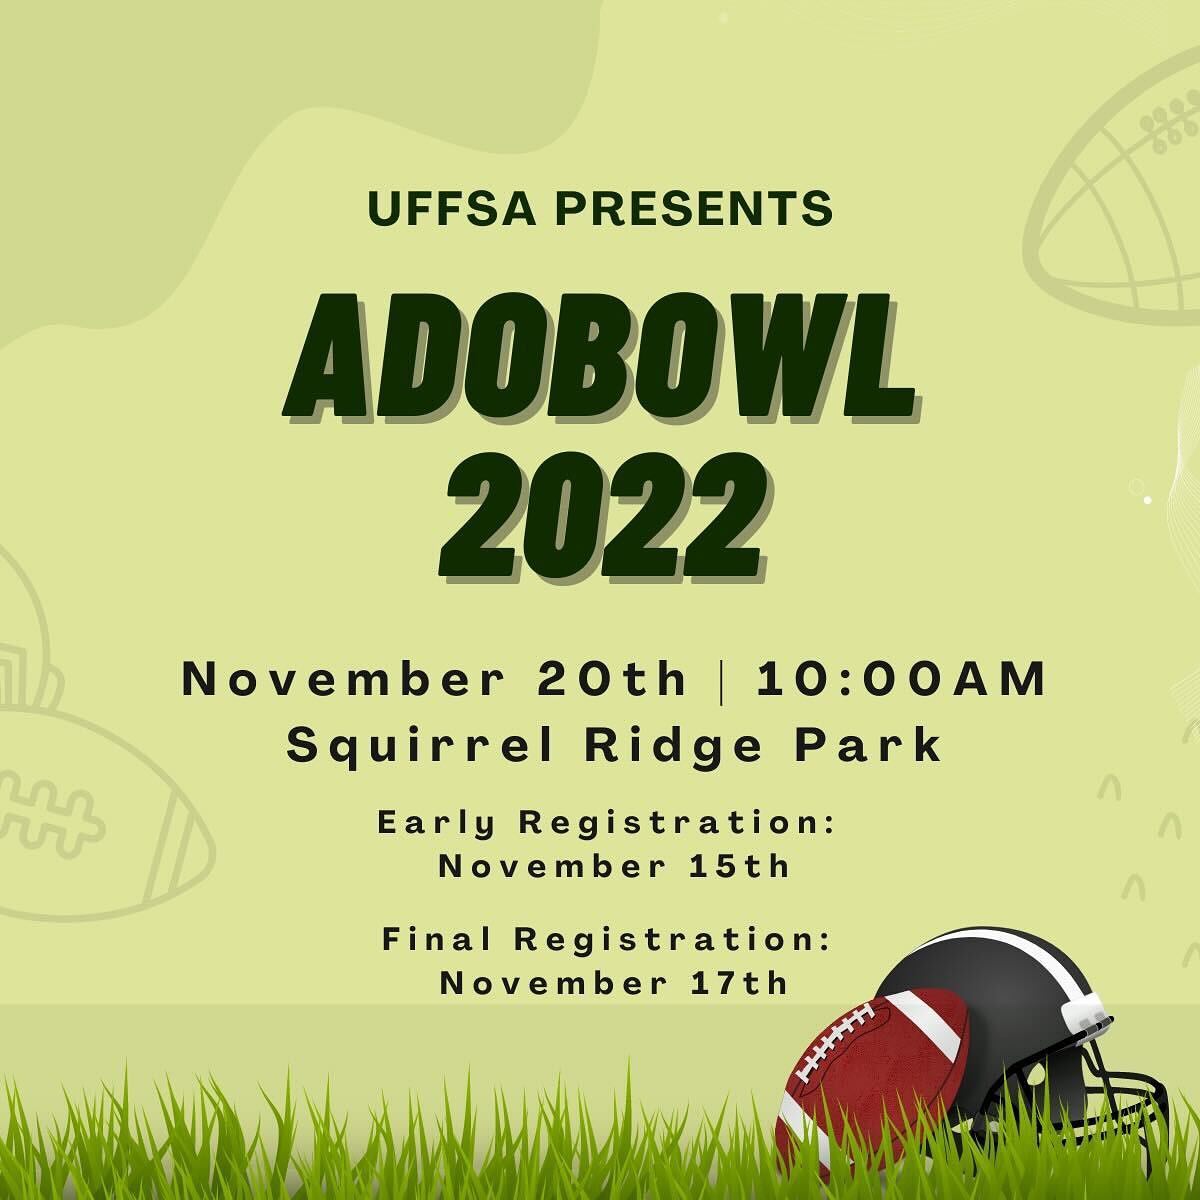 UFFSA PRESENTS
ADOBOWL
2022
November 20th | 10:00AM
Squirrel Ridge Park
Early Registration:
November 15th
Final Registration:
November 17th